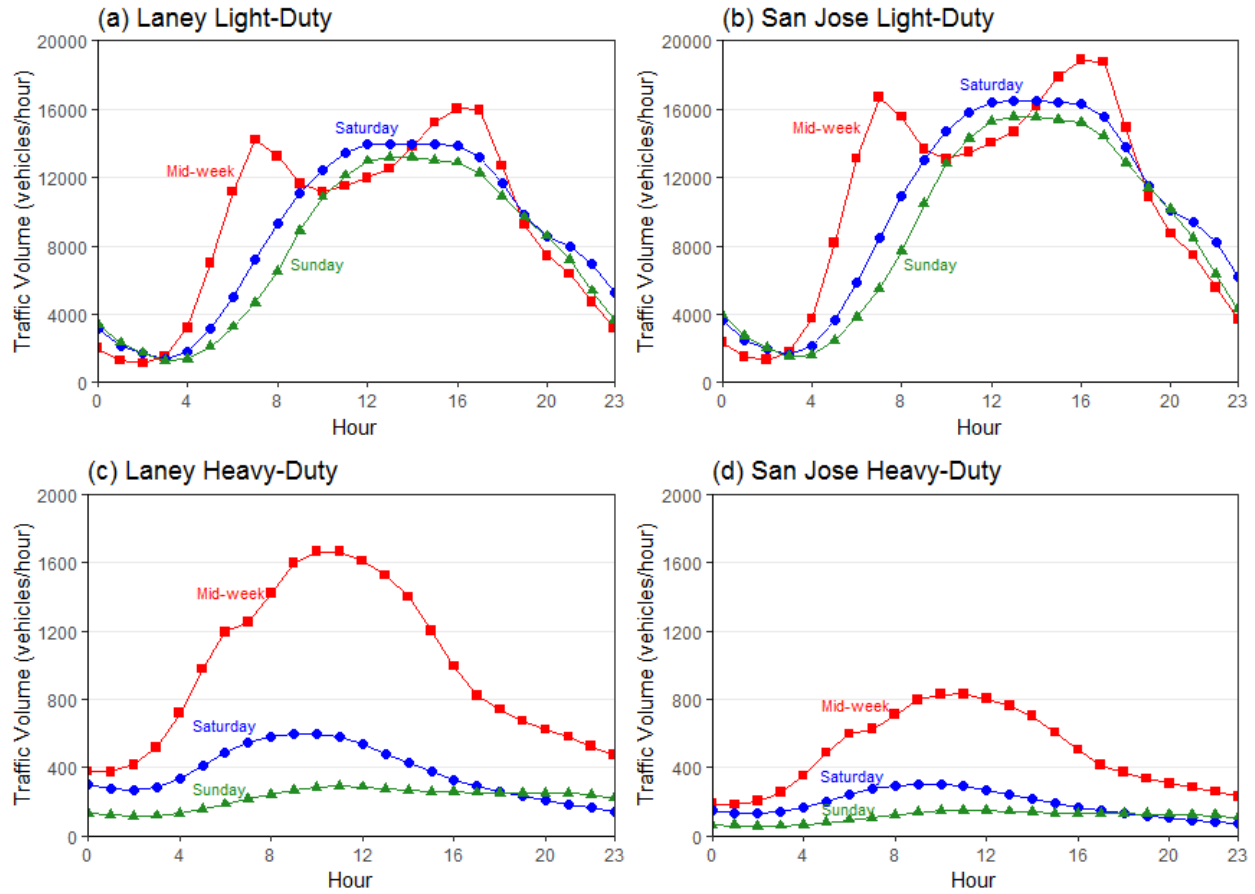 (a) Laney Light-Duty
Traffic Volume (vehicles/hour)
20000
16000
12000
8000
4000
0
Saturday
Mid-week
Sunday
0 4 8 12 16 20 23
Hour
(b) San Jose Light-Duty
Traffic Volume (vehicles/hour)
20000
16000
12000
8000
4000
0
Saturday
Mid-week
Sunday
0 4 8 12 16 20 23
Hour
(c) Laney Heavy-Duty
Traffic Volume (vehicles/hour)
2000
1600
1200
800
400
0
Mid-week
Saturday
Sunday
0 4 8 12 16 20 23
Hour
(d) San Jose Heavy-Duty
Traffic Volume (vehicles/hour)
2000
1600
1200
800
400
0
Mid-week
Saturday
Sunday
0 4 8 12 16 20 23
Hour